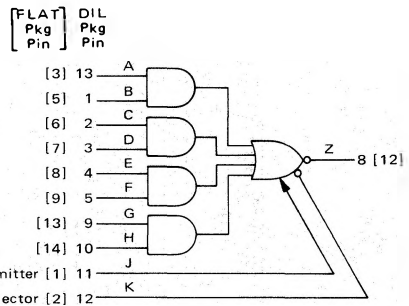 [FLAT] DIL
Pkg Pkg
Pin Pin
[3] 13 A
[5] 1 B
[6] 2 C
[7] 3 D
[8] 4 E
[9] 5 F
[13] 9 G
[14] 10 H
Z 8 [12]
mitter [1] 11 J
ector [2] 12 K